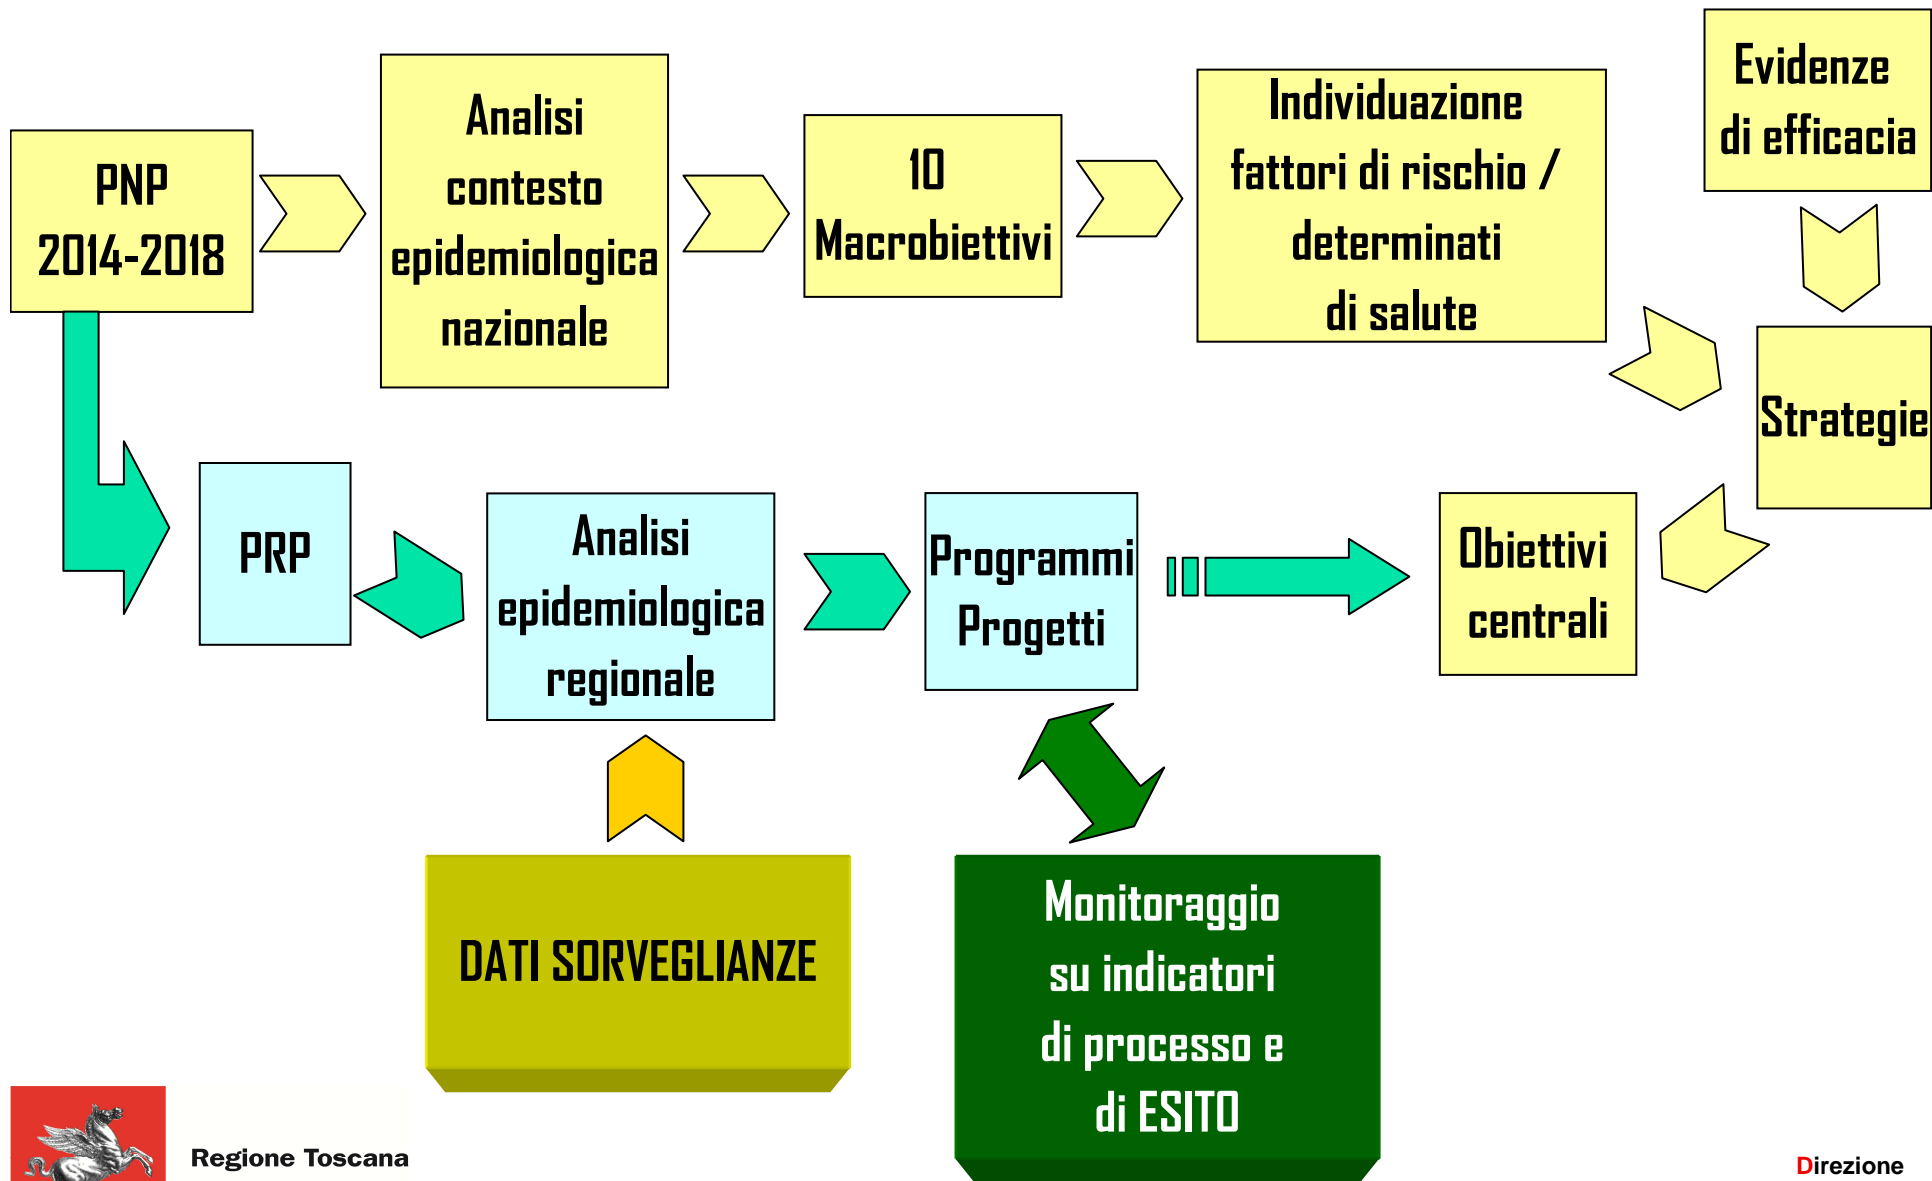 PNP
2014-2018
Analisi
contesto
epidemiologica
nazionale
10
Macrobiettivi
Individuazione
fattori di rischio /
determinati
di salute
Evidenze
di efficacia
Strategie
PRP
Analisi
epidemiologica
regionale
Programmi
Progetti
Obiettivi
centrali
DATI SORVEGLIANZE
Monitoraggio
su indicatori
di processo e
di ESITO
Regione Toscana
Direzione